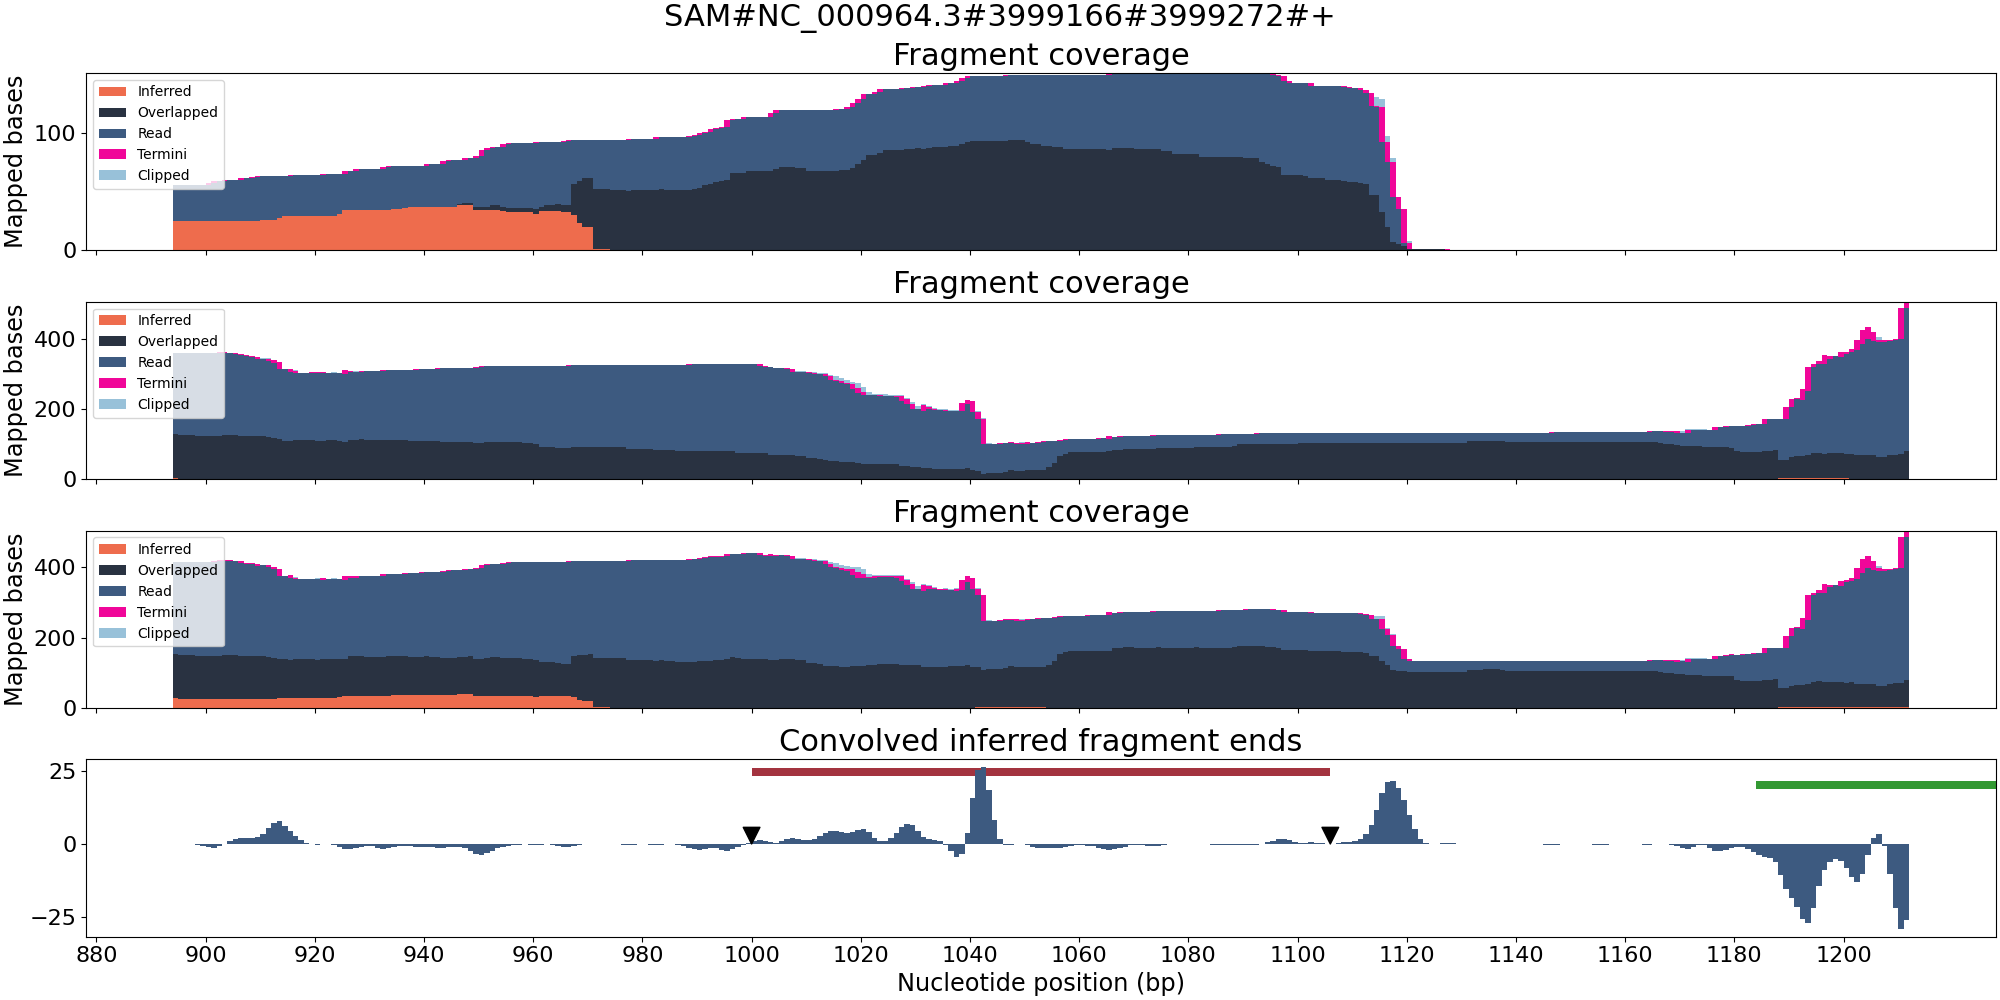 SAM#NC_000964.3#3999166#3999272#+
Fragment coverage
Mapped bases
100
0
Inferred
Overlapped
Read
Termini
Clipped
Fragment coverage
Mapped bases
400
200
0
Inferred
Overlapped
Read
Termini
Clipped
Fragment coverage
Mapped bases
400
200
0
Inferred
Overlapped
Read
Termini
Clipped
Convolved inferred fragment ends
25
0
−25
880 900 920 940 960 980 1000 1020 1040 1060 1080 1100 1120 1140 1160 1180 1200
Nucleotide position (bp)